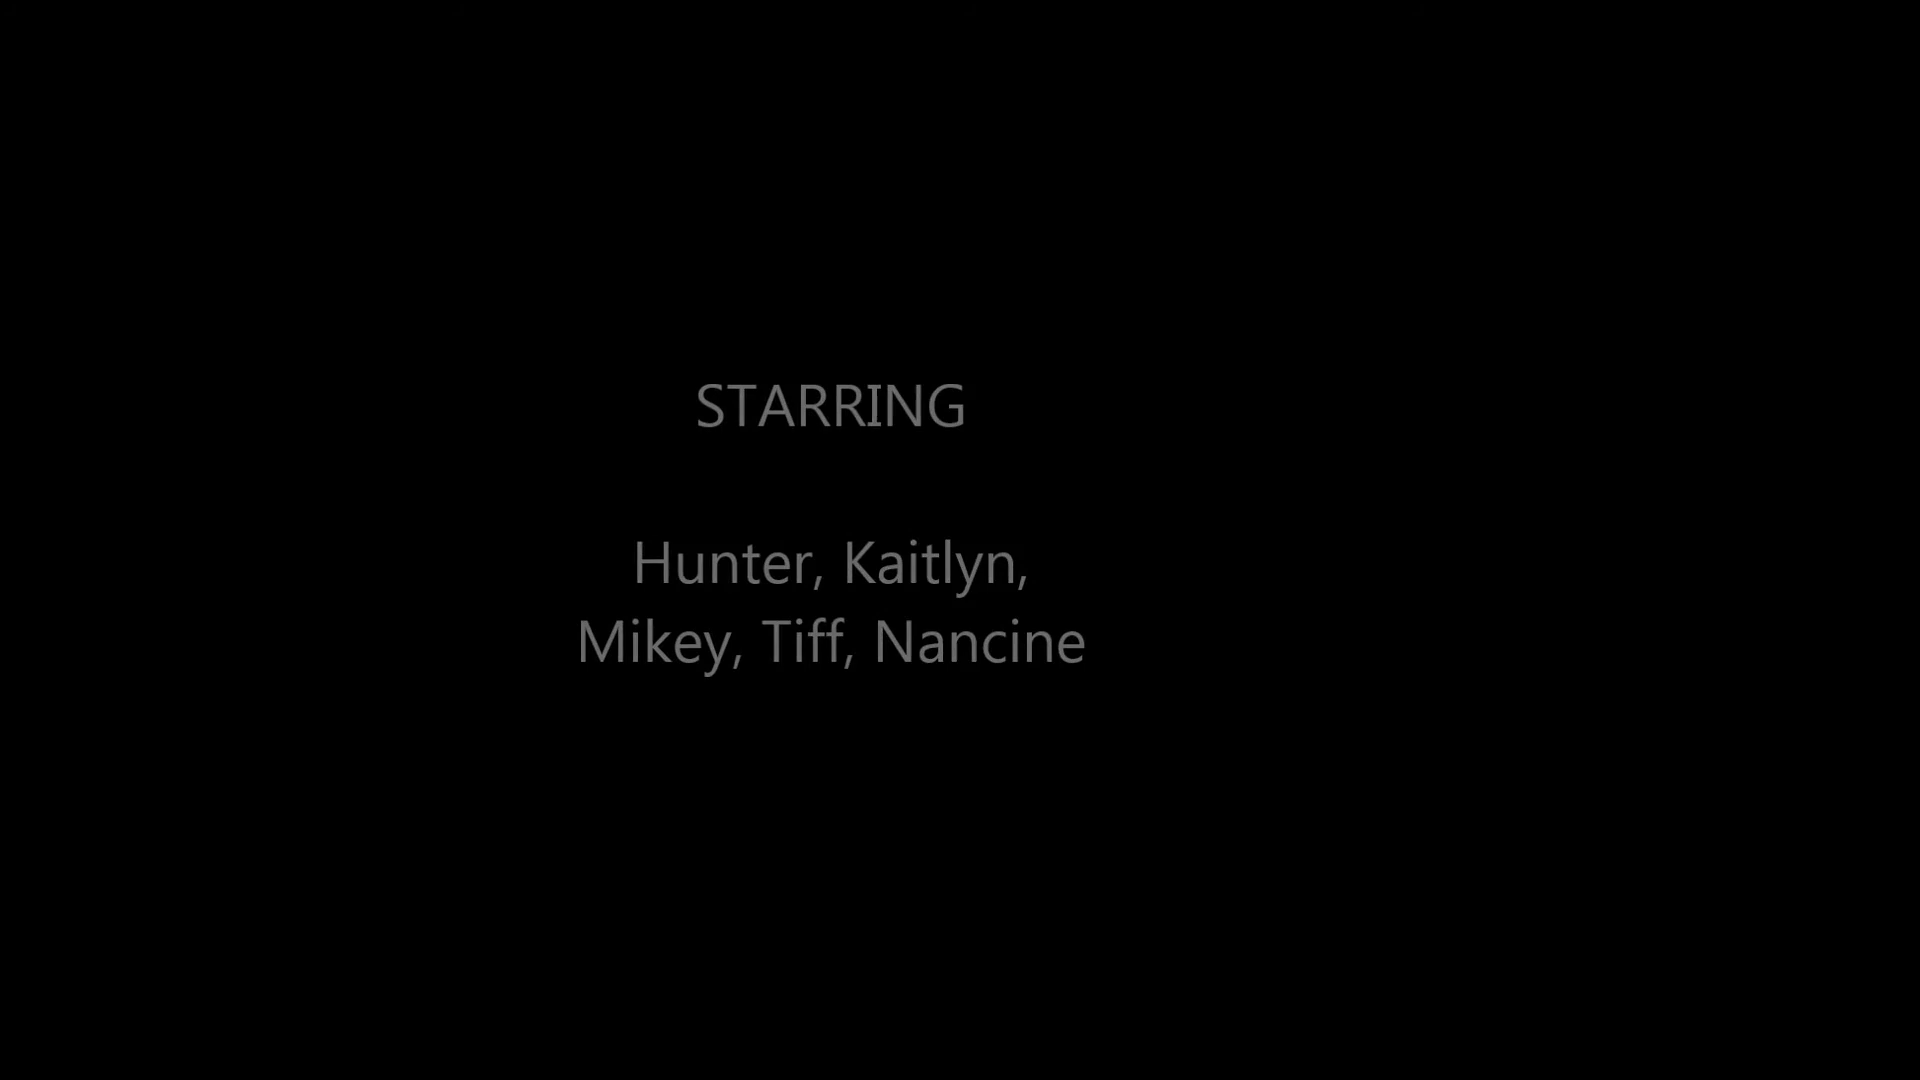 STARRING
Hunter, Kaitlyn,
Mikey, Tiff, Nancine